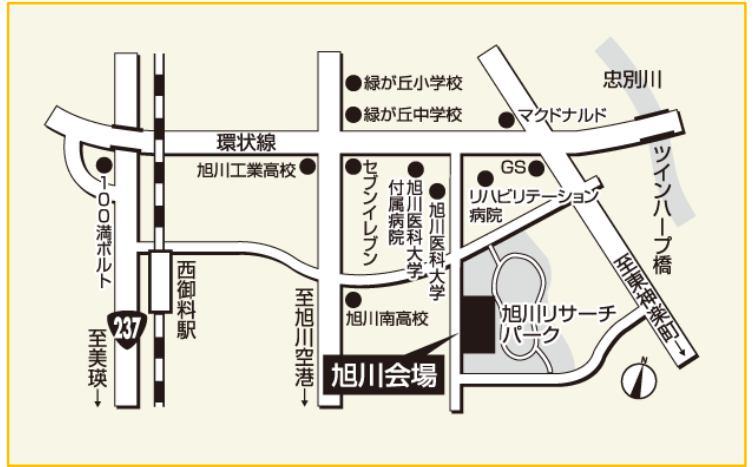 緑が丘小学校
忠別川
緑が丘中学校
マクドナルド
環状線
旭川工業高校
セブンイレブン
旭川医科大学
付属病院
旭川医科大学
GS
リハビリテーション
病院
ツインハープ橋
100満ボルト
西御料駅
237
至美瑛
至旭川空港
旭川南高校
旭川会場
旭川リサーチ
パーク
至東神楽町
N